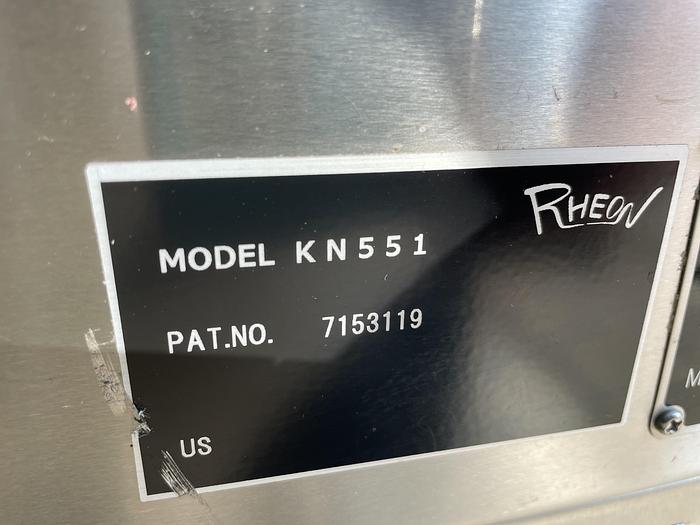 RHEON
MODEL KN551
PAT.NO. 7153119
US
M